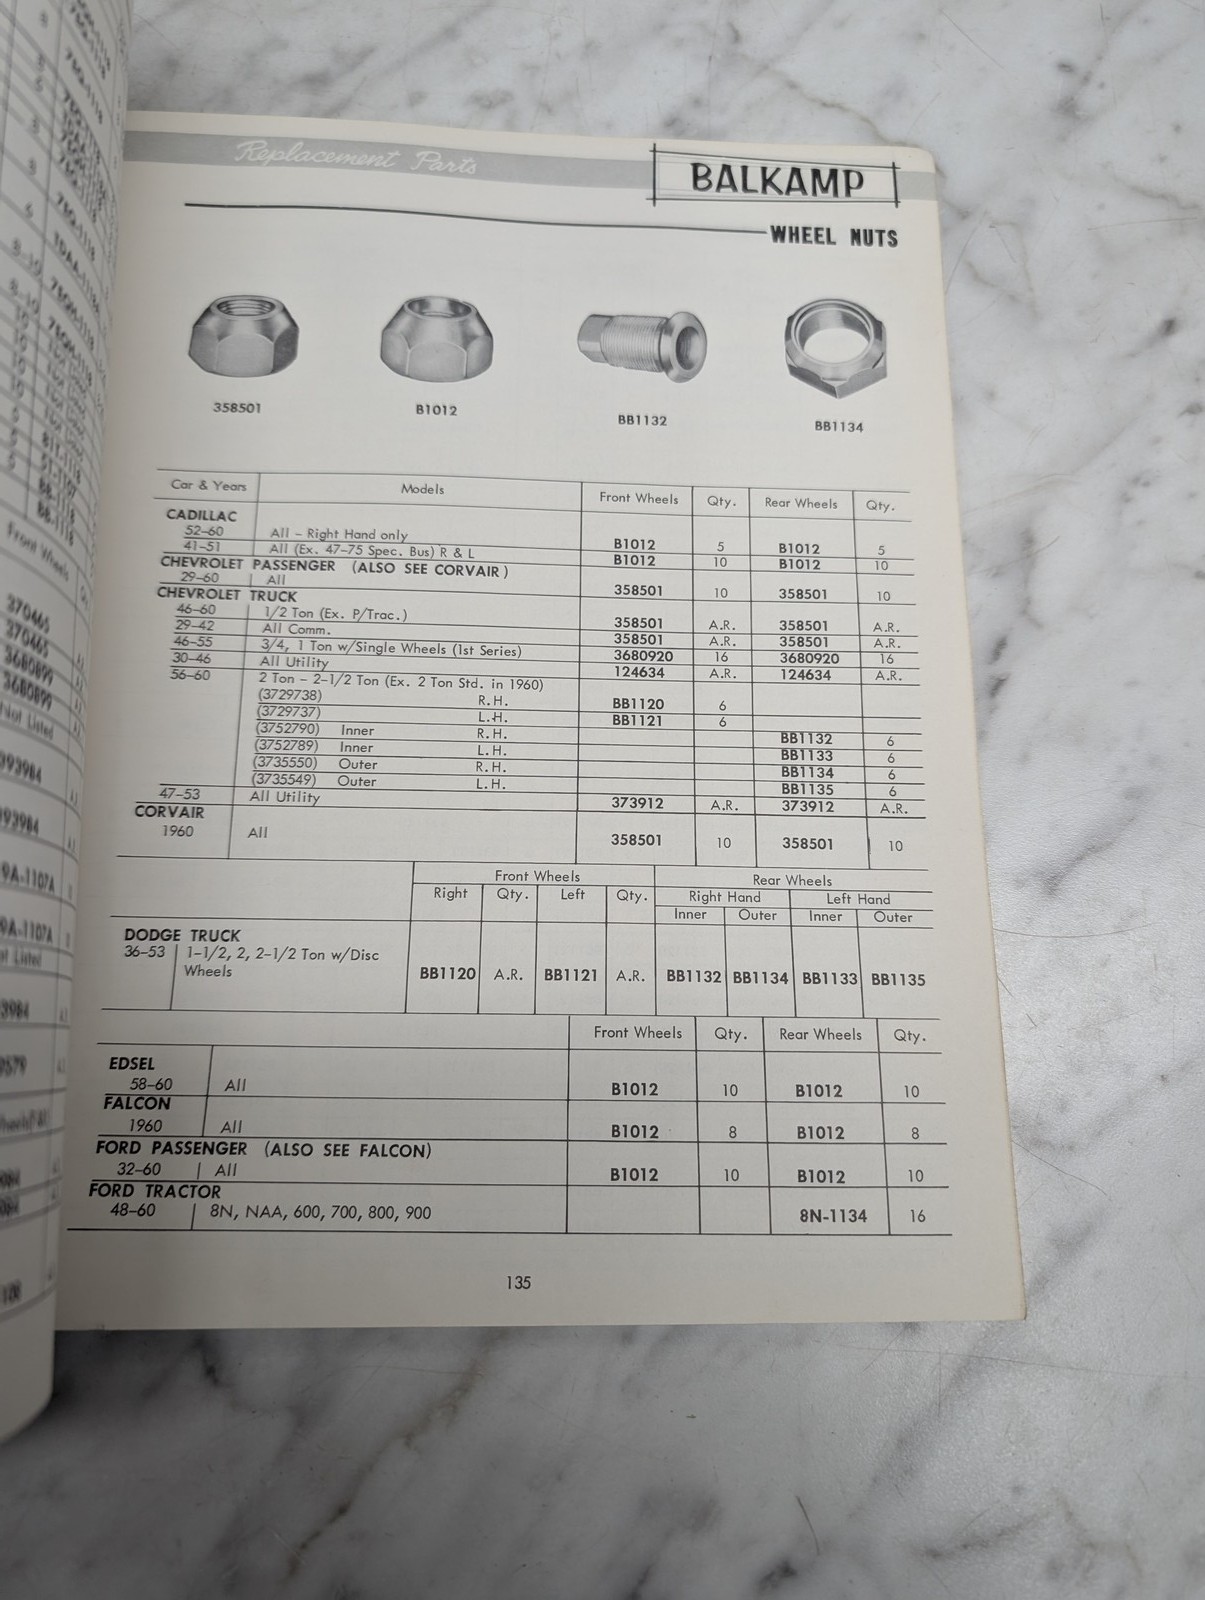 Replacement Parts
BALKAMP
WHEEL NUTS
358501
B1012
BB1132
BB1134
Car & Years Models Front Wheels Qty. Rear Wheels Qty.
CADILLAC
52-60 All - Right Hand only B1012 5 B1012 5
41-51 All (Ex. 47-75 Spec. Bus) R & L B1012 10 B1012 10
CHEVROLET PASSENGER (ALSO SEE CORVAIR)
29-60 All 358501 10 358501 10
CHEVROLET TRUCK
46-60 1/2 Ton (Ex. P/Trac.) 358501 A.R. 358501 A.R.
29-42 All Comm. 358501 A.R. 358501 A.R.
46-55 3/4, 1 Ton w/Single Wheels (1st Series) 3680920 16 3680920 16
30-46 All Utility 124634 A.R. 124634 A.R.
56-60 2 Ton - 2-1/2 Ton (Ex. 2 Ton Std. in 1960)
(3729738) R.H. BB1120 6
(3729737) L.H. BB1121 6
(3752790) Inner R.H. BB1132 6
(3752789) Inner L.H. BB1133 6
(3735550) Outer R.H. BB1134 6
(3735549) Outer L.H. BB1135 6
47-53 All Utility 373912 A.R. 373912 A.R.
CORVAIR
1960 All 358501 10 358501 10
Front Wheels Rear Wheels
Right Qty. Left Qty. Right Hand Left Hand
Inner Outer Inner Outer
DODGE TRUCK
36-53 1-1/2, 2, 2-1/2 Ton w/Disc
Wheels BB1120 A.R. BB1121 A.R. BB1132 BB1134 BB1133 BB1135
Front Wheels Qty. Rear Wheels Qty.
EDSEL
58-60 All B1012 10 B1012 10
FALCON
1960 All B1012 8 B1012 8
FORD PASSENGER (ALSO SEE FALCON)
32-60 All B1012 10 B1012 10
FORD TRACTOR
48-60 8N, NAA, 600, 700, 800, 900 8N-1134 16
135